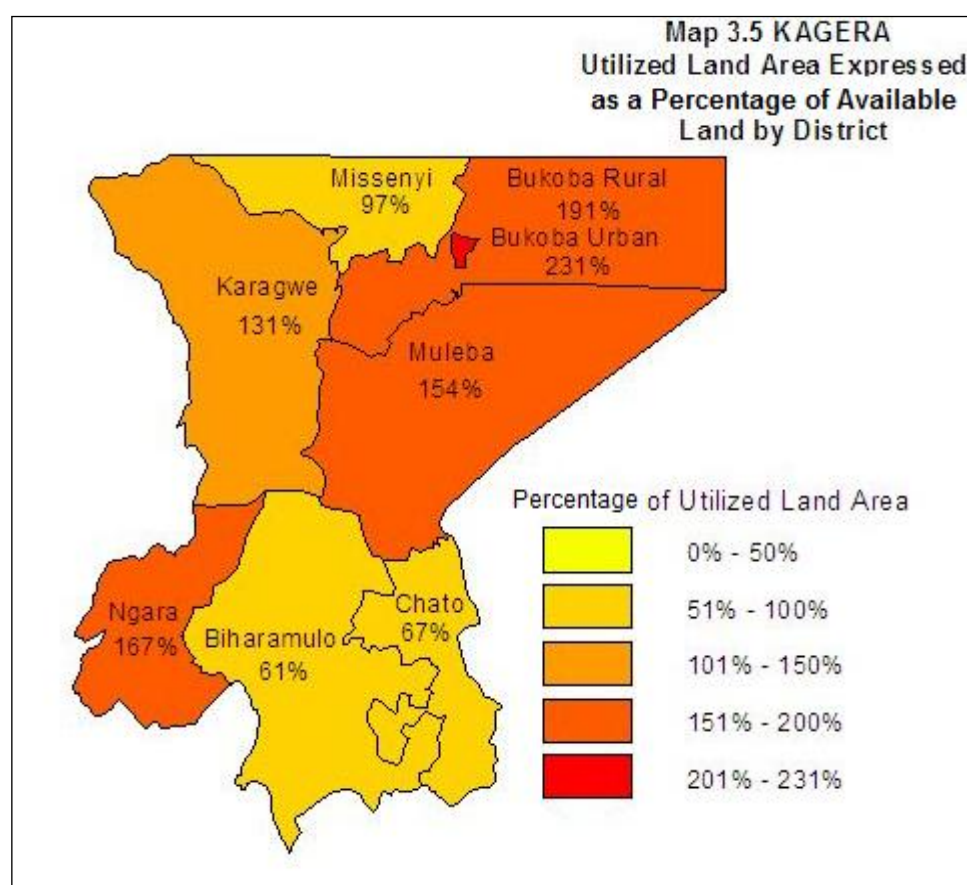 Map 3.5 KAGERA
Utilized Land Area Expressed
as a Percentage of Available
Land by District
Missenyi
97%
Bukoba Rural
191%
Bukoba Urban
231%
Karagwe
131%
Muleba
154%
Percentage of Utilized Land Area
0% - 50%
51% - 100%
101% - 150%
151% - 200%
201% - 231%
Ngara
167%
Biharamulo
61%
Chato
67%